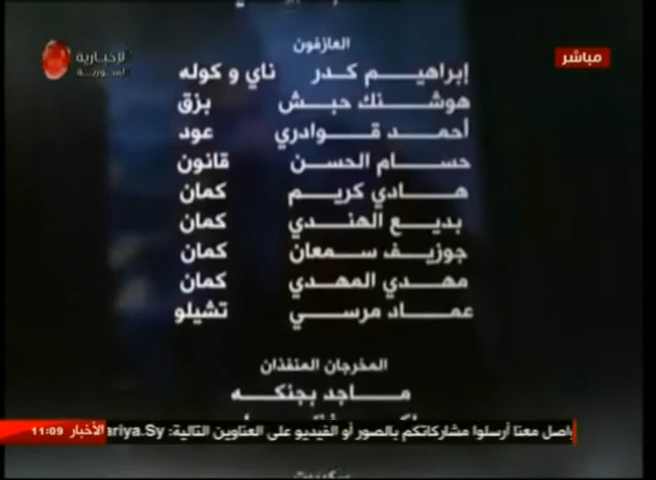 العازفون
الإخبارية
السورية
مباشر
إبراهيم كدر ناي و كوله
هوشنك حبش بزق
أحمد قوادري عود
حسام الحسن قانون
هادي كريم كمان
بديع الهندي كمان
جوزيف سمعان كمان
مهدي المهدي كمان
عماد مرسي تشيلو
المخرجان المنفذان
ماجد بجنكه
معنا أرسلوا مشاركاتكم بالصور أو الفيديو على العناوين التالية: ariya.Sy
الأخبار 11:09